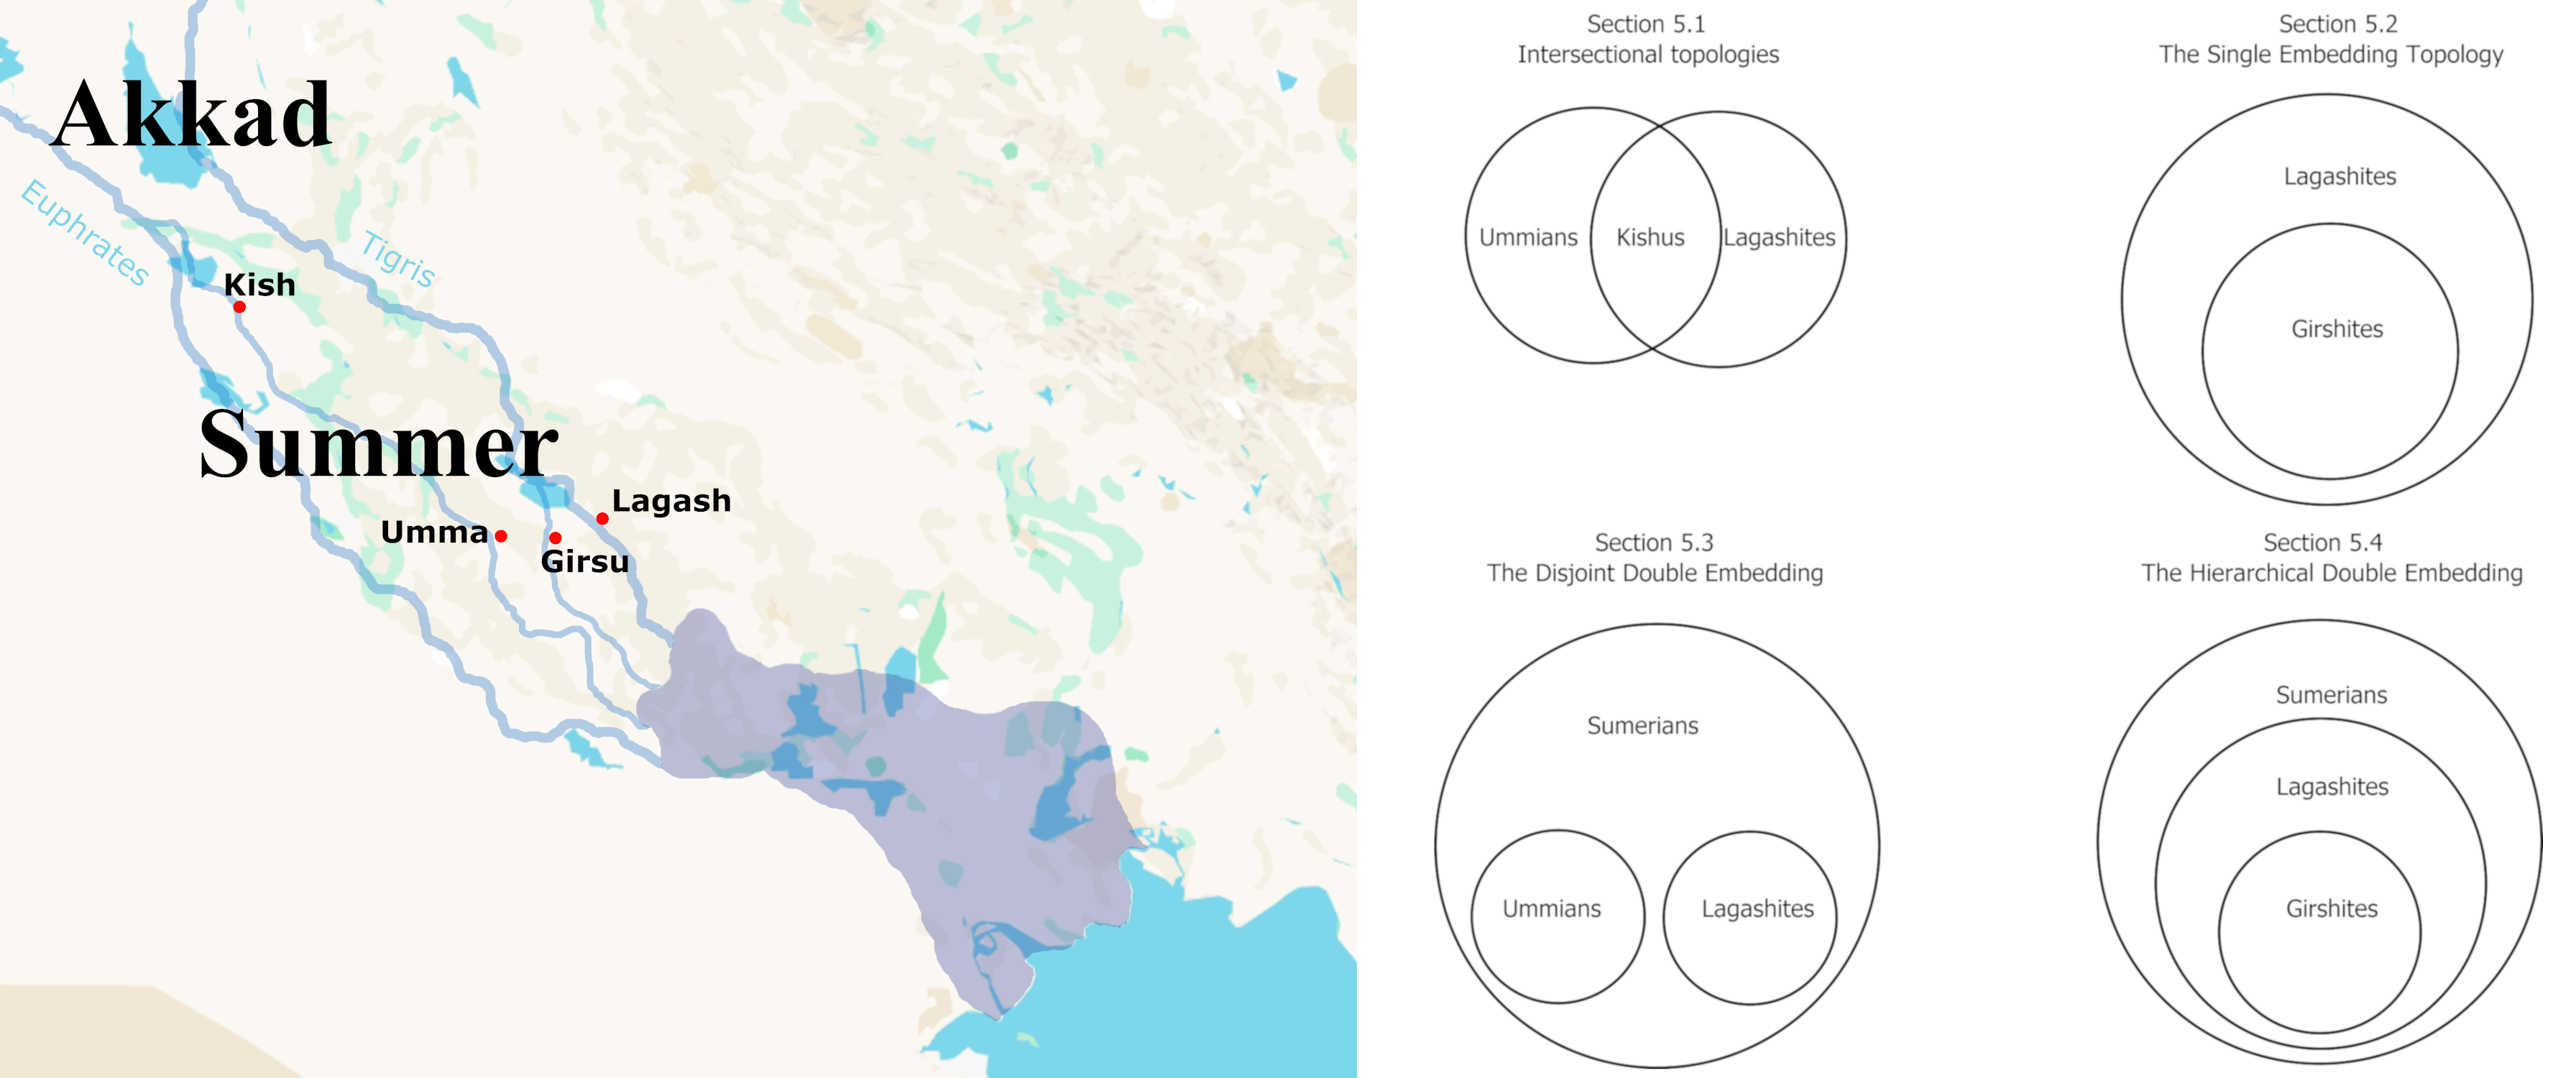 Akkad
Euphrates
Tigris
Kish
Summer
Lagash
Umma
Girsu
Section 5.1
Intersectional topologies
Ummians
Kishus
Lagashites
Section 5.2
The Single Embedding Topology
Lagashites
Girshites
Section 5.3
The Disjoint Double Embedding
Sumerians
Ummians
Lagashites
Section 5.4
The Hierarchical Double Embedding
Sumerians
Lagashites
Girshites